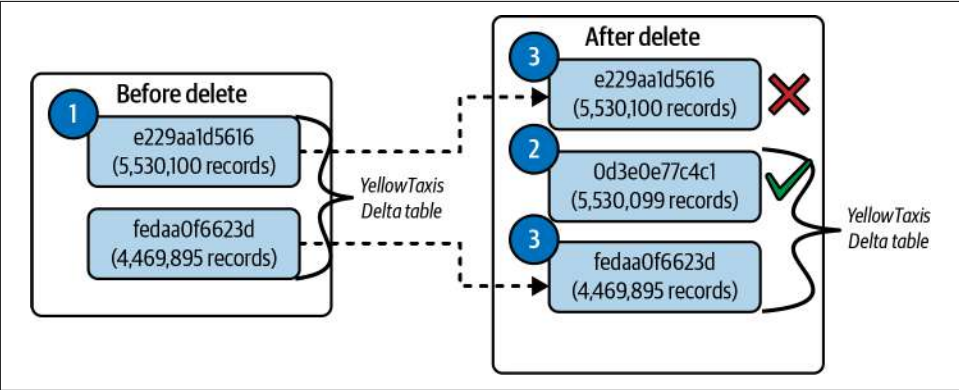 Before delete
1
e229aa1d5616
(5,530,100 records)
fedaa0f6623d
(4,469,895 records)
YellowTaxis
Delta table
After delete
3
e229aa1d5616
(5,530,100 records)
2
0d3e0e77c4c1
(5,530,099 records)
3
fedaa0f6623d
(4,469,895 records)
YellowTaxis
Delta table